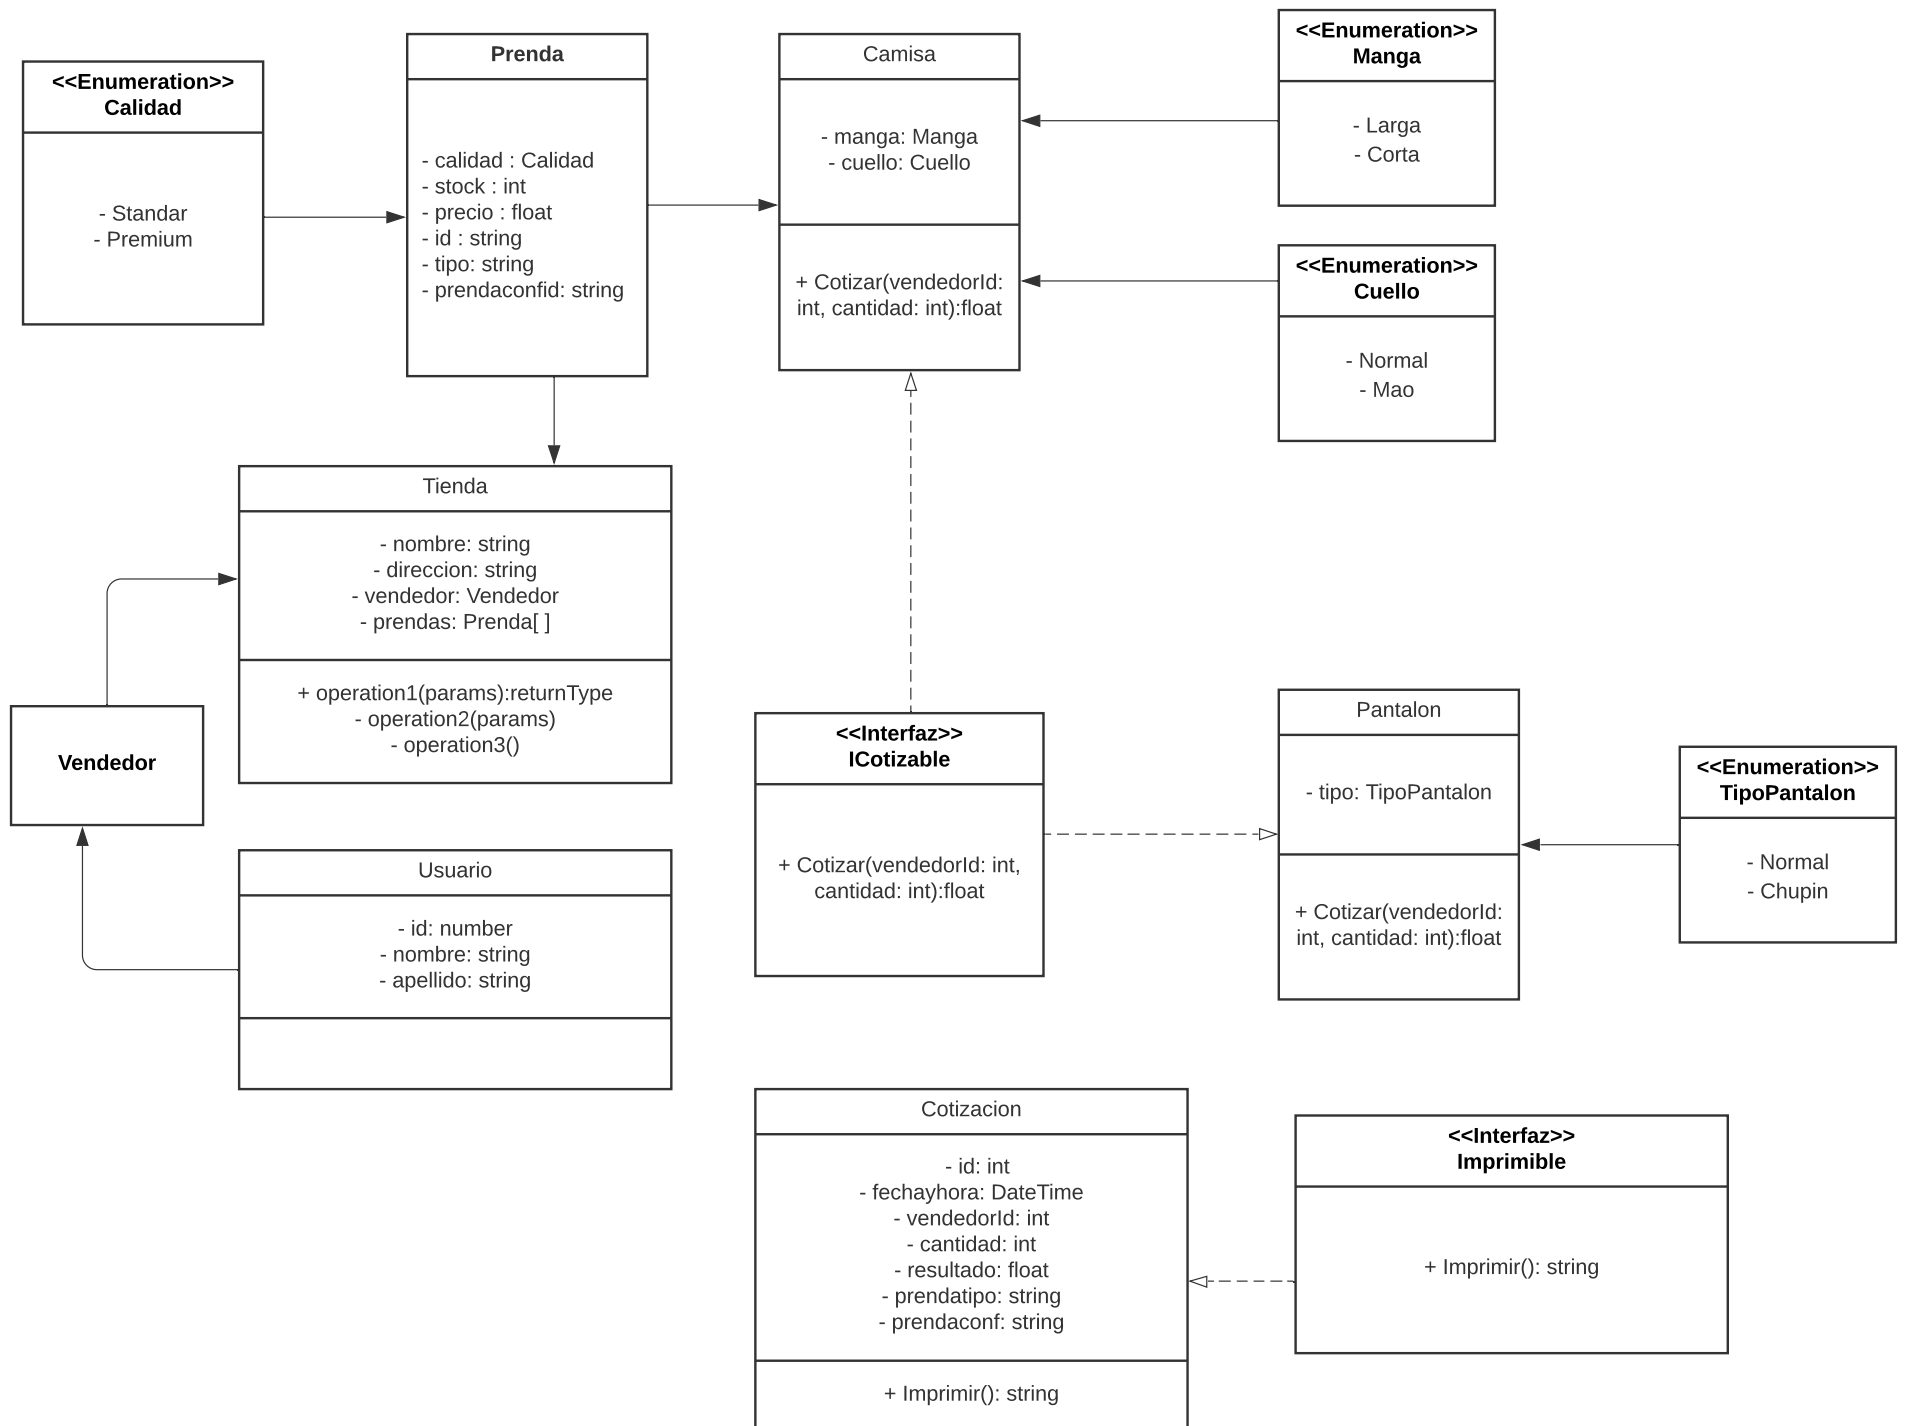 <<Enumeration>>
Calidad
- Standar
- Premium
Prenda
- calidad : Calidad
- stock : int
- precio : float
- id : string
- tipo: string
- prendaconfid: string
Camisa
- manga: Manga
- cuello: Cuello
+ Cotizar(vendedorId:
int, cantidad: int):float
<<Enumeration>>
Manga
- Larga
- Corta
<<Enumeration>>
Cuello
- Normal
- Mao
Tienda
- nombre: string
- direccion: string
- vendedor: Vendedor
- prendas: Prenda[ ]
+ operation1(params):returnType
- operation2(params)
- operation3()
Vendedor
Usuario
- id: number
- nombre: string
- apellido: string
<<Interfaz>>
ICotizable
+ Cotizar(vendedorId: int,
cantidad: int):float
Pantalon
- tipo: TipoPantalon
+ Cotizar(vendedorId:
int, cantidad: int):float
<<Enumeration>>
TipoPantalon
- Normal
- Chupin
Cotizacion
- id: int
- fechayhora: DateTime
- vendedorId: int
- cantidad: int
- resultado: float
- prendatipo: string
- prendaconf: string
+ Imprimir(): string
<<Interfaz>>
Imprimible
+ Imprimir(): string